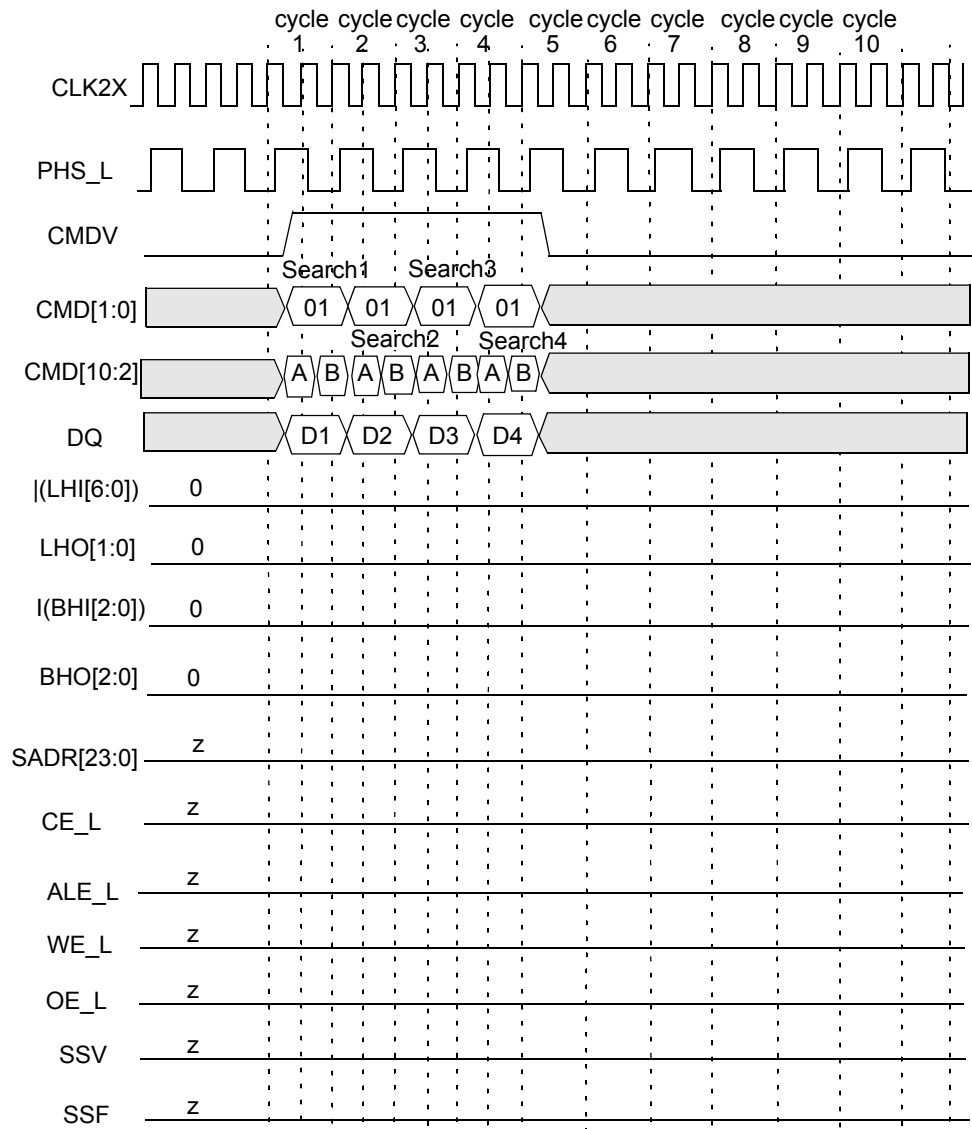 cycle cycle cycle cycle cycle cycle cycle cycle cycle cycle
1 2 3 4 5 6 7 8 9 10
CLK2X
PHS_L
CMDV
Search1 Search3
CMD[1:0] 01 01 01 01
Search2 Search4
CMD[10:2] A B A B A B A B
DQ D1 D2 D3 D4
|(LHI[6:0]) 0
LHO[1:0] 0
I(BHI[2:0]) 0
BHO[2:0] 0
SADR[23:0] z
CE_L z
ALE_L z
WE_L z
OE_L z
SSV z
SSF z